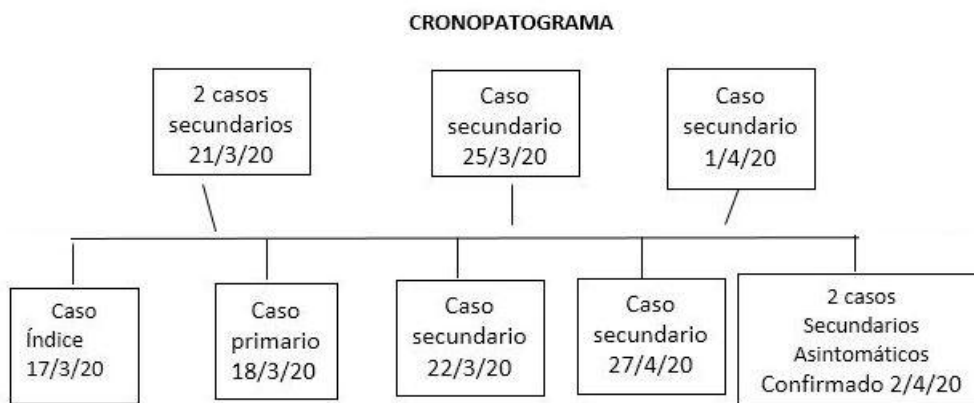 CRONOPATOGRAMA
2 casos
secundarios
21/3/20
Caso
secundario
25/3/20
Caso
secundario
1/4/20
Caso
Índice
17/3/20
Caso
primario
18/3/20
Caso
secundario
22/3/20
Caso
secundario
27/4/20
2 casos
Secundarios
Asintomáticos
Confirmado 2/4/20